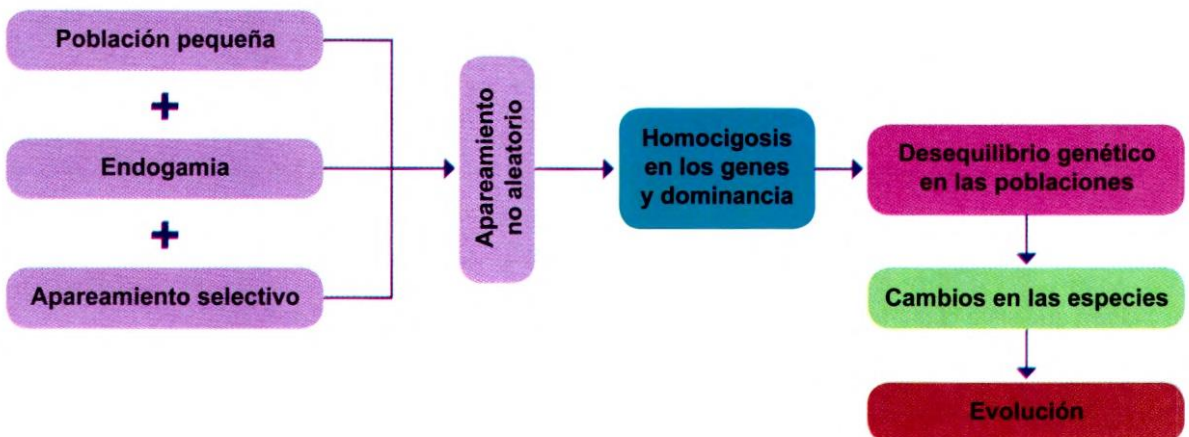 Población pequeña
+
Endogamia
+
Apareamiento selectivo
Apareamiento
no aleatorio
Homocigosis
en los genes
y dominancia
Desequilibrio genético
en las poblaciones
Cambios en las especies
Evolución